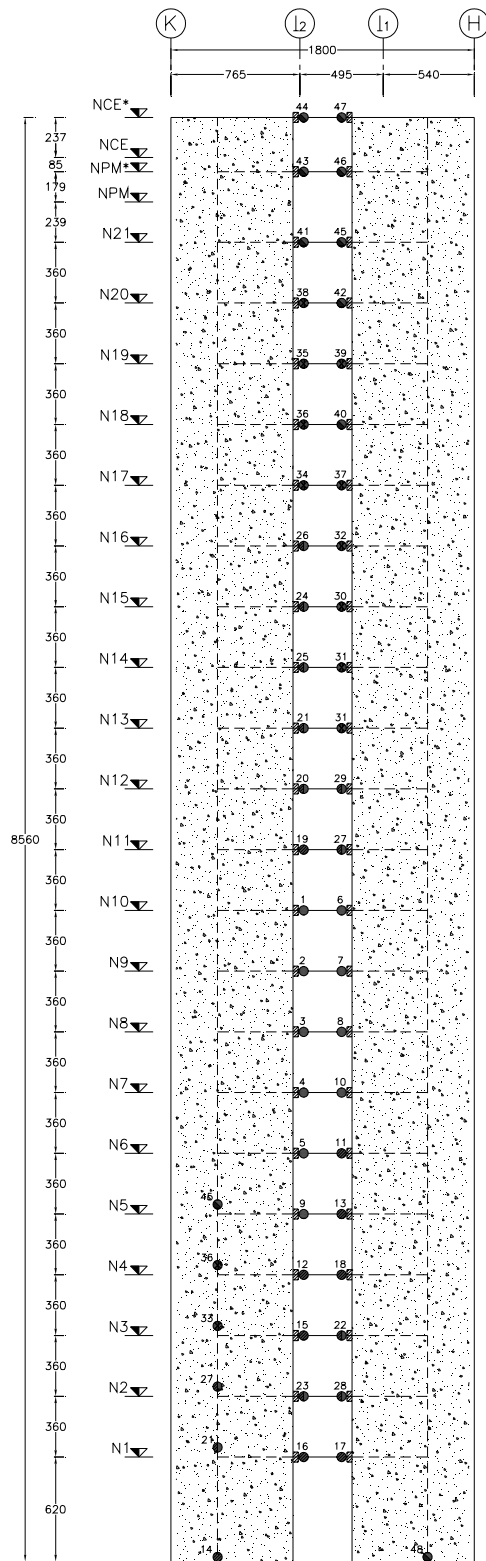 K I2 I1 H
1800
765 495 540
NCE* 44 47
237
NCE
85
NPM* 43 46
179
NPM
239
N21 41 45
360
N20 38 42
360
N19 35 39
360
N18 36 40
360
N17 34 37
360
N16 26 32
360
N15 24 30
360
N14 25 31
360
N13 21 31
360
N12 20 29
360
8560
N11 19 27
360
N10 1 6
360
N9 2 7
360
N8 3 8
360
N7 4 10
360
N6 5 11
360
45
N5 9 13
360
36
N4 12 18
360
33
N3 15 22
360
27
N2 23 28
360
21
N1 16 17
620
14 48